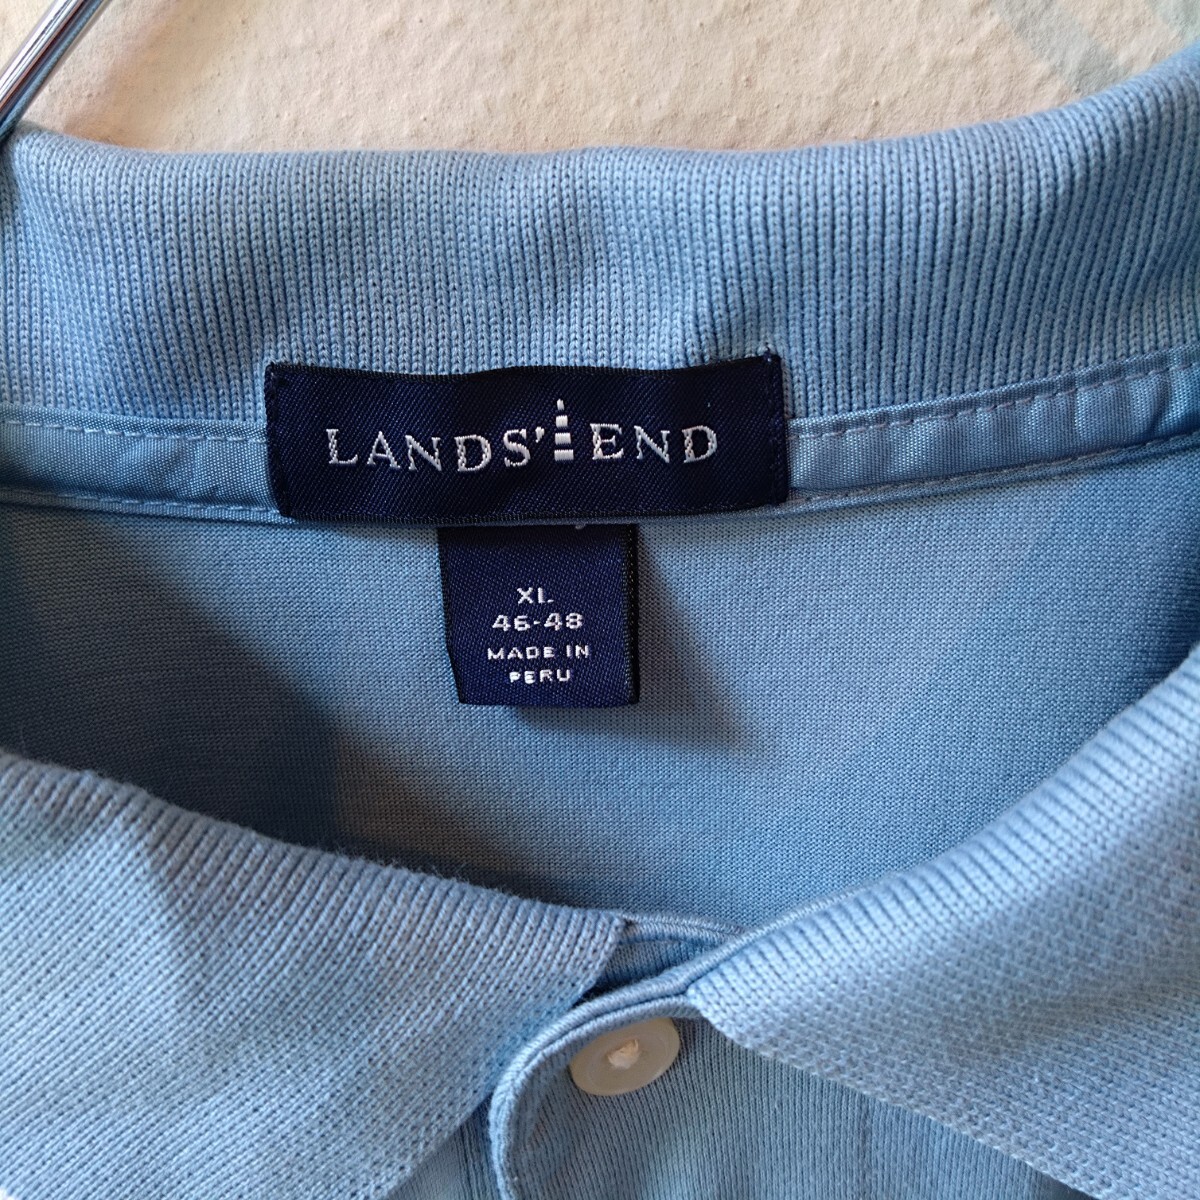 LANDS' END
XL
46-48
MADE IN
PERU